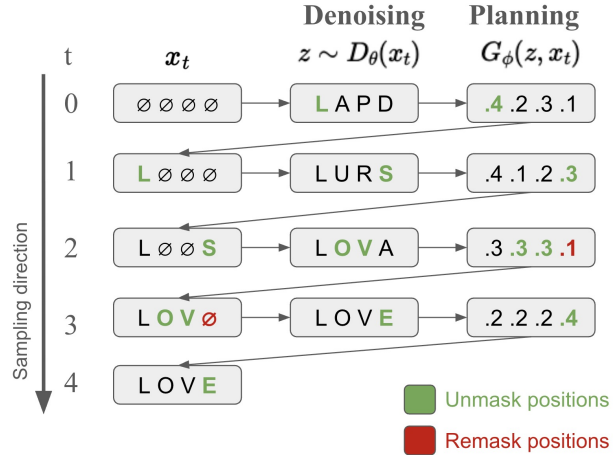 Denoising Planning
t x_t z ∼ D_θ(x_t) G_ϕ(z, x_t)
0 ∅ ∅ ∅ ∅ L A P D .4 .2 .3 .1
1 L ∅ ∅ ∅ L U R S .4 .1 .2 .3
2 L ∅ ∅ S L O V A .3 .3 .3 .1
3 L O V ∅ L O V E .2 .2 .2 .4
4 L O V E
Sampling direction
Unmask positions
Remask positions